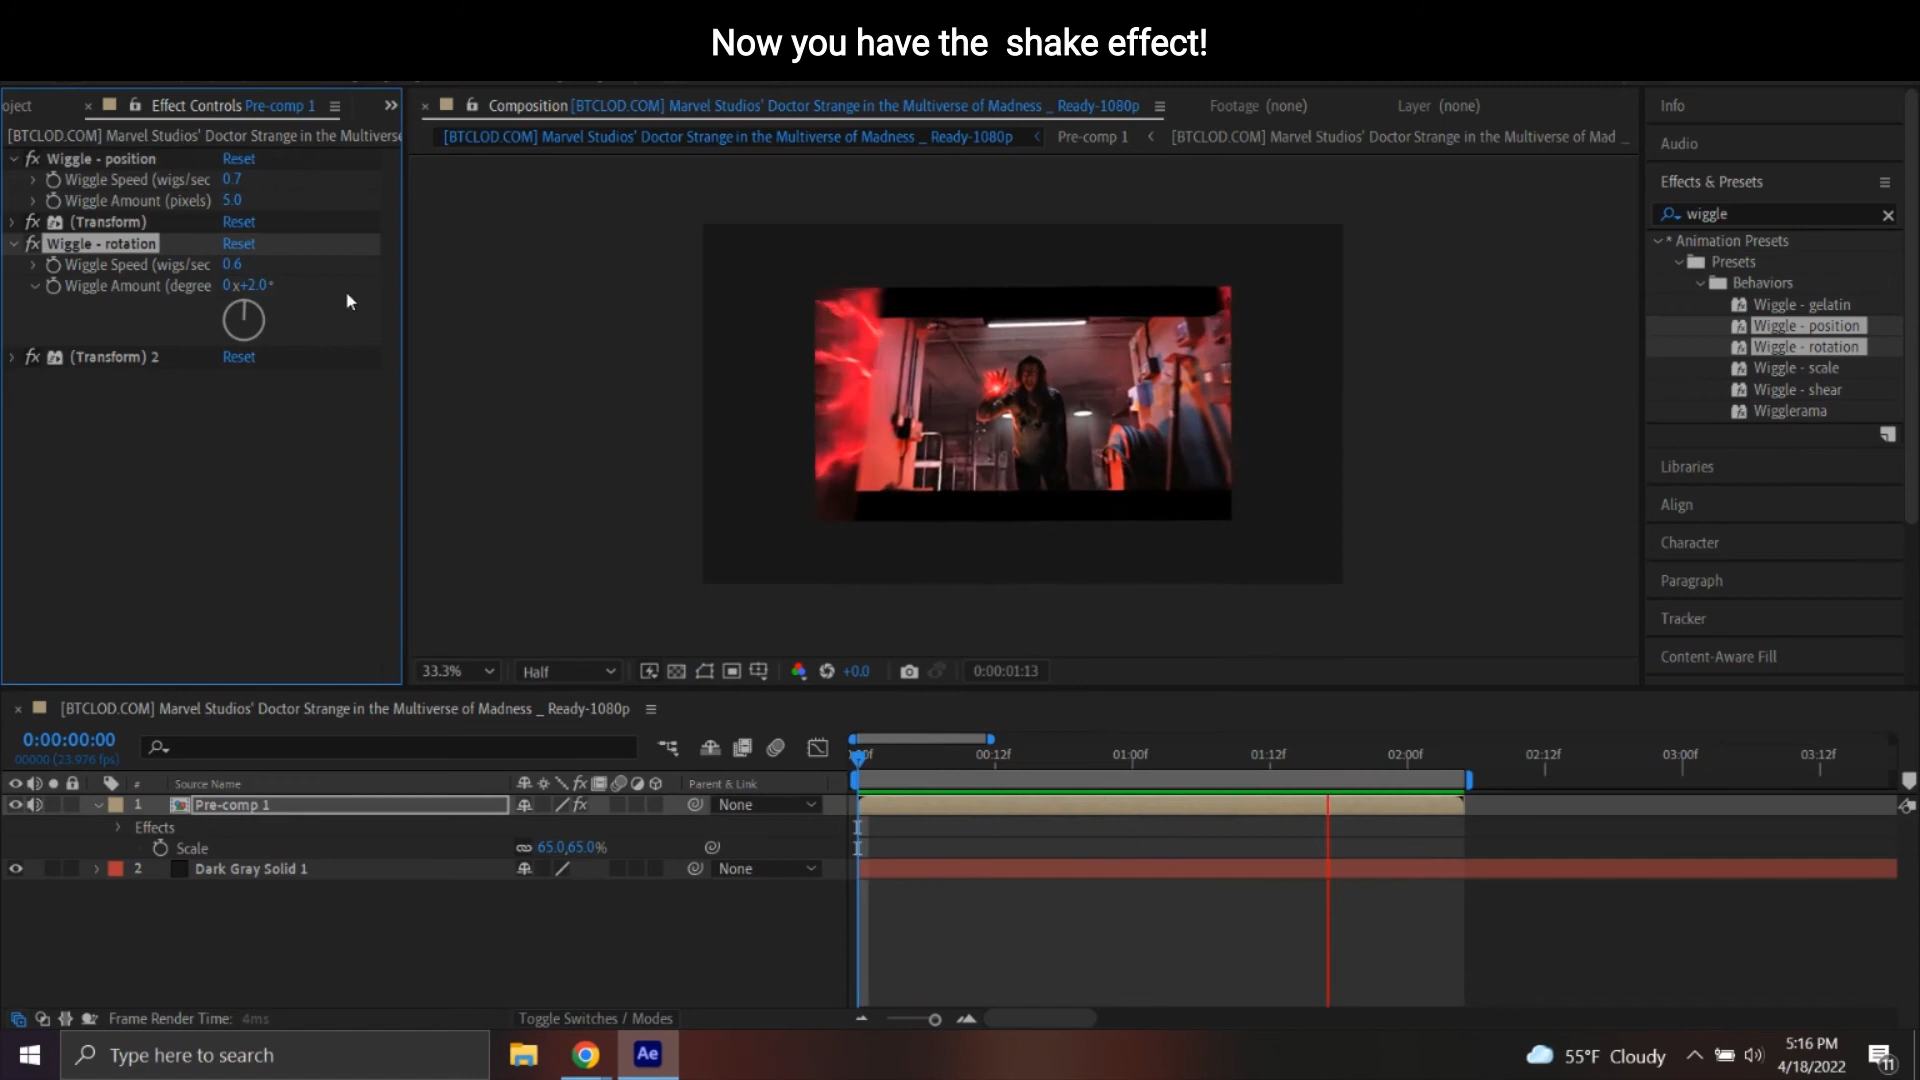 Now you have the  shake effect!
oject
× Effect Controls Pre-comp 1
Composition [BTCLOD.COM] Marvel Studios' Doctor Strange in the Multiverse of Madness _ Ready-1080p
Footage (none)
Layer (none)
Info
[BTCLOD.COM] Marvel Studios' Doctor Strange in the Multiverse
[BTCLOD.COM] Marvel Studios' Doctor Strange in the Multiverse of Madness _ Ready-1080p
Pre-comp 1
[BTCLOD.COM] Marvel Studios' Doctor Strange in the Multiverse of Mad
Audio
fx Wiggle - position Reset
Wiggle Speed (wigs/sec 0.7
Wiggle Amount (pixels) 5.0
fx (Transform) Reset
fx Wiggle - rotation Reset
Wiggle Speed (wigs/sec 0.6
Wiggle Amount (degree 0x+2.0°
fx (Transform) 2 Reset
Effects & Presets
wiggle
* Animation Presets
Presets
Behaviors
Wiggle - gelatin
Wiggle - position
Wiggle - rotation
Wiggle - scale
Wiggle - shear
Wigglerama
Libraries
Align
Character
Paragraph
Tracker
Content-Aware Fill
33.3% Half +0.0 0:00:01:13
[BTCLOD.COM] Marvel Studios' Doctor Strange in the Multiverse of Madness _ Ready-1080p
0:00:00:00
00000 (23.976 fps)
00:12f 01:00f 01:12f 02:00f 02:12f 03:00f 03:12f
# Source Name fx Parent & Link
1 Pre-comp 1 fx None
Effects
Scale 65.0,65.0%
2 Dark Gray Solid 1 None
Frame Render Time: 4ms
Toggle Switches / Modes
Type here to search
Ae
55°F Cloudy
5:16 PM
4/18/2022
11